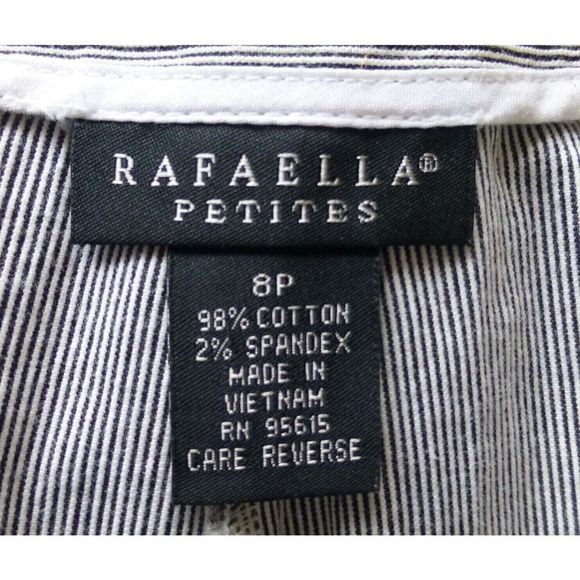 RAFAELLA®
PETITES
8P
98% COTTON
2% SPANDEX
MADE IN
VIETNAM
RN 95615
CARE REVERSE